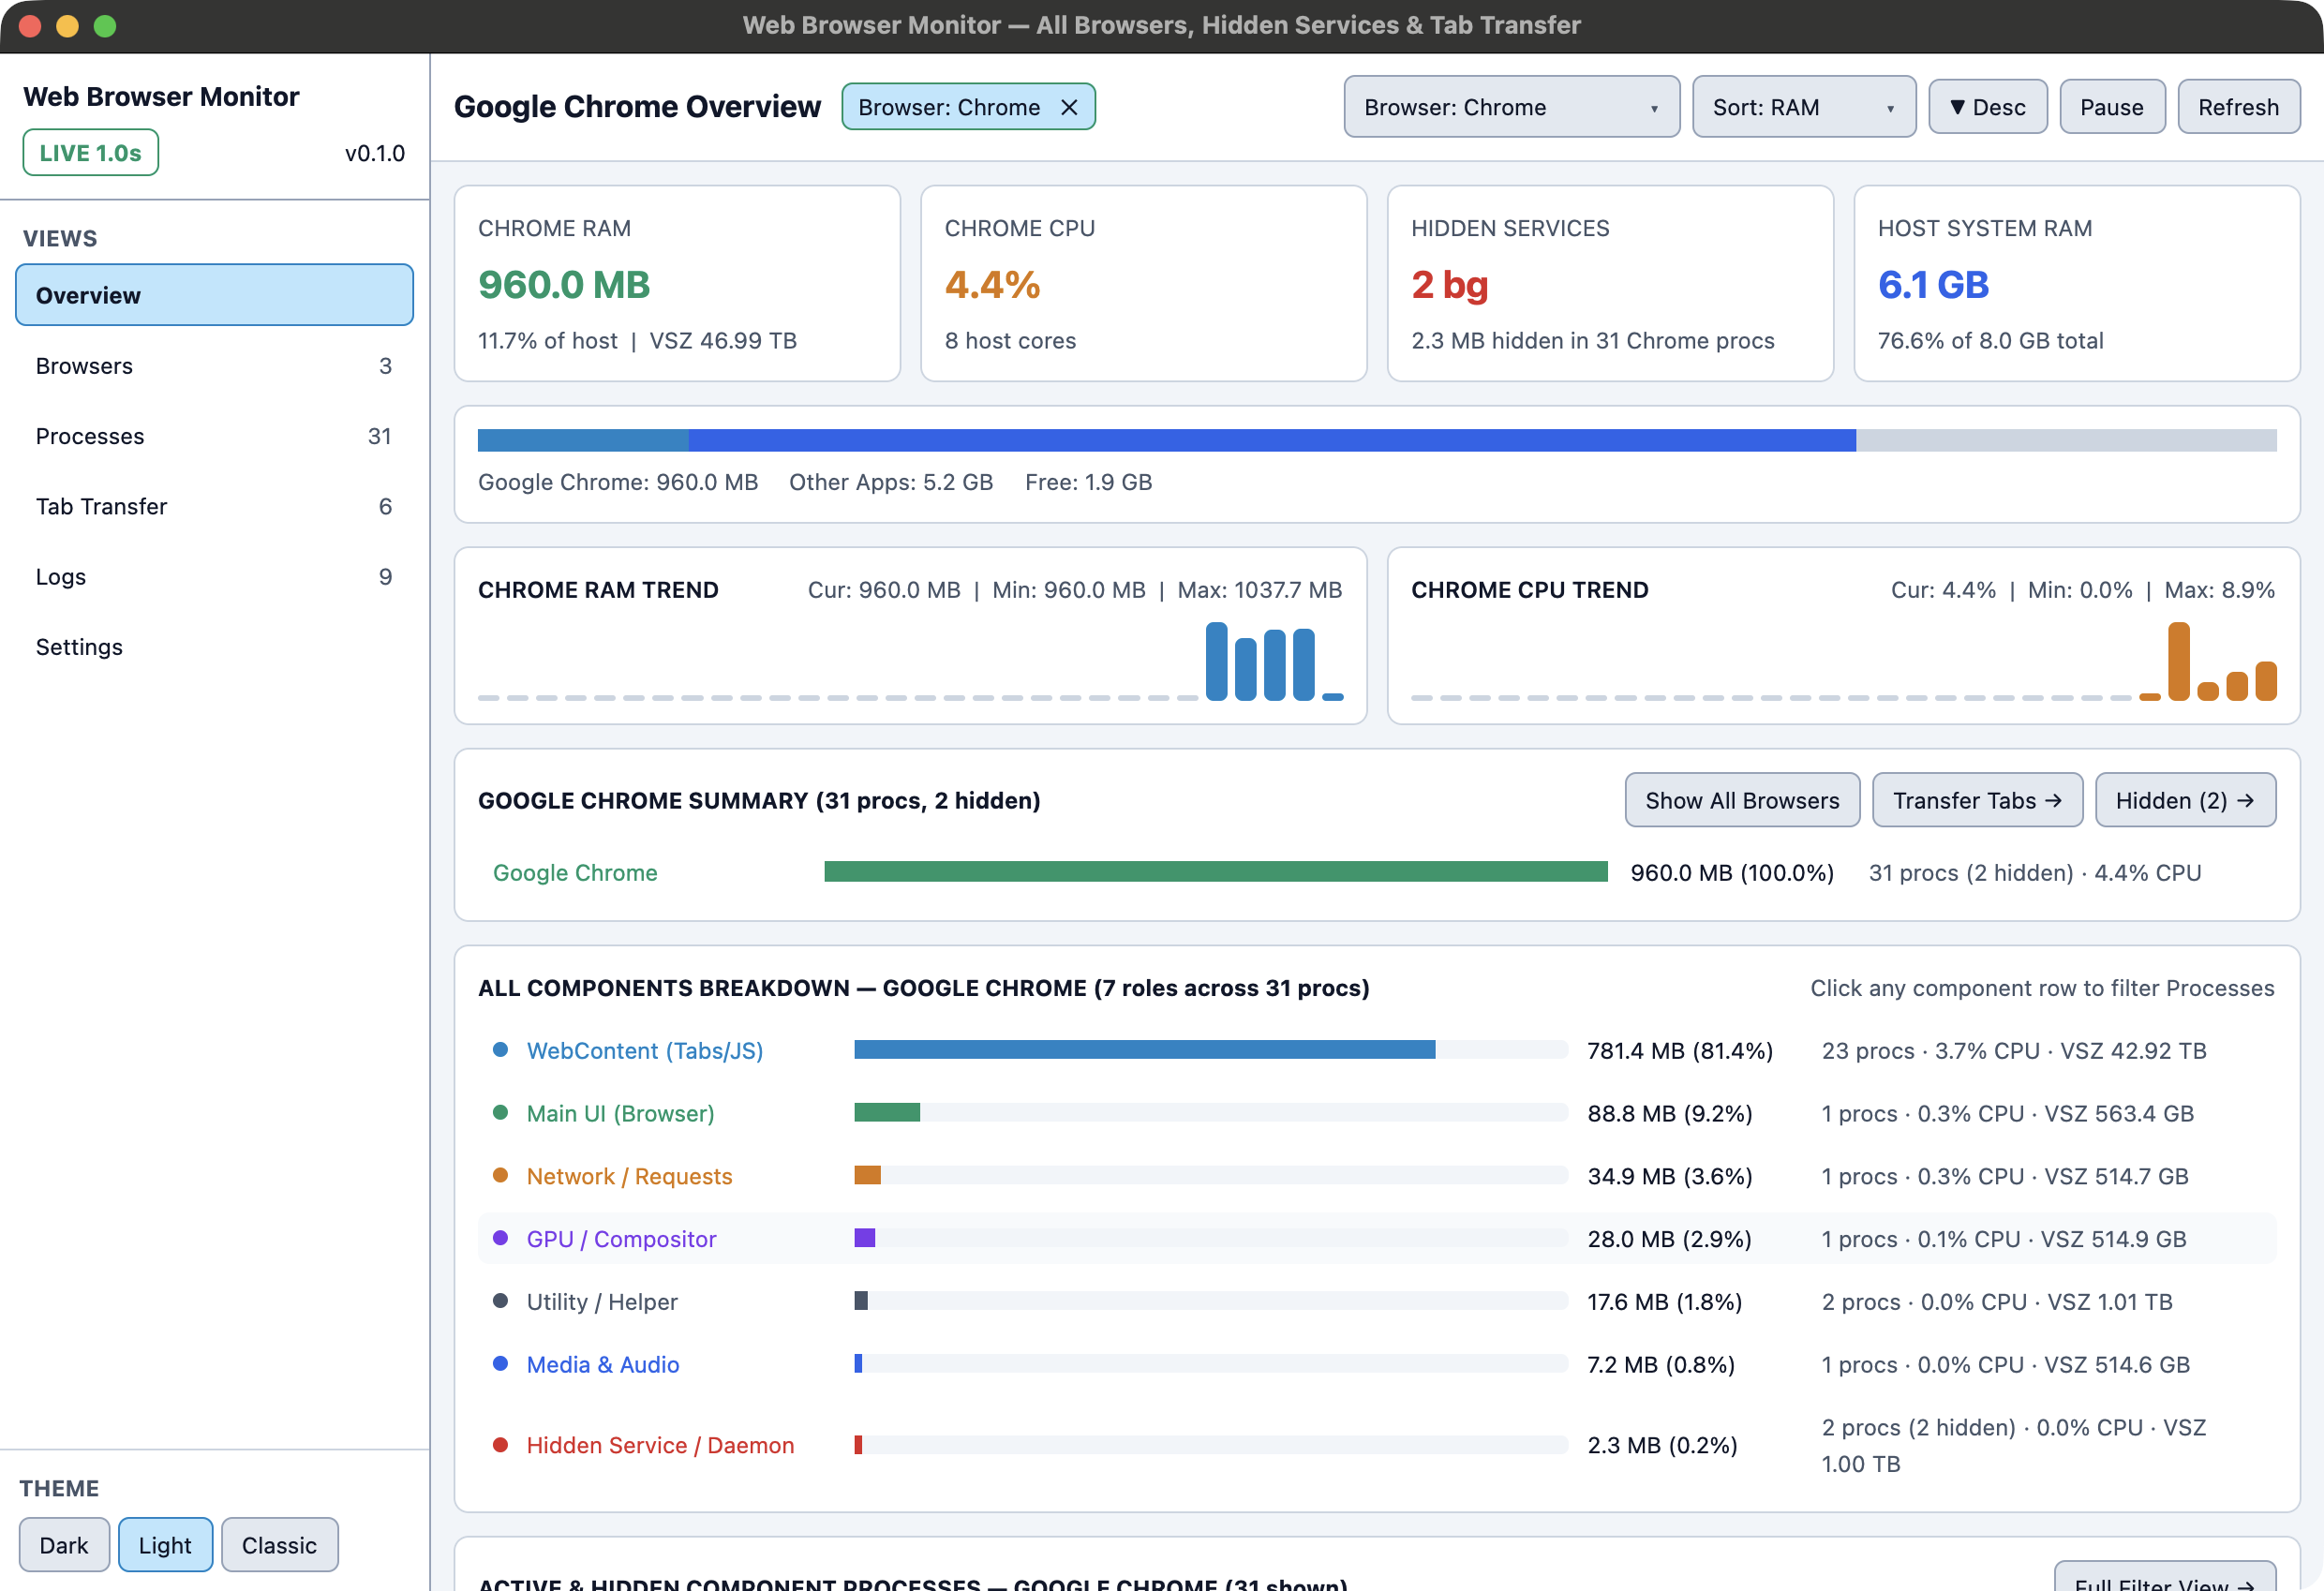 Web Browser Monitor — All Browsers, Hidden Services & Tab Transfer
Web Browser Monitor
LIVE 1.0s
v0.1.0
VIEWS
Overview
Browsers 3
Processes 31
Tab Transfer 6
Logs 9
Settings
THEME
Dark Light Classic
Google Chrome Overview
Browser: Chrome ✕
Browser: Chrome ▾
Sort: RAM ▾
▼ Desc
Pause
Refresh
CHROME RAM
960.0 MB
11.7% of host | VSZ 46.99 TB
CHROME CPU
4.4%
8 host cores
HIDDEN SERVICES
2 bg
2.3 MB hidden in 31 Chrome procs
HOST SYSTEM RAM
6.1 GB
76.6% of 8.0 GB total
Google Chrome: 960.0 MB Other Apps: 5.2 GB Free: 1.9 GB
CHROME RAM TREND
Cur: 960.0 MB | Min: 960.0 MB | Max: 1037.7 MB
CHROME CPU TREND
Cur: 4.4% | Min: 0.0% | Max: 8.9%
GOOGLE CHROME SUMMARY (31 procs, 2 hidden)
Show All Browsers
Transfer Tabs →
Hidden (2) →
Google Chrome 960.0 MB (100.0%) 31 procs (2 hidden) · 4.4% CPU
ALL COMPONENTS BREAKDOWN — GOOGLE CHROME (7 roles across 31 procs)
Click any component row to filter Processes
WebContent (Tabs/JS) 781.4 MB (81.4%) 23 procs · 3.7% CPU · VSZ 42.92 TB
Main UI (Browser) 88.8 MB (9.2%) 1 procs · 0.3% CPU · VSZ 563.4 GB
Network / Requests 34.9 MB (3.6%) 1 procs · 0.3% CPU · VSZ 514.7 GB
GPU / Compositor 28.0 MB (2.9%) 1 procs · 0.1% CPU · VSZ 514.9 GB
Utility / Helper 17.6 MB (1.8%) 2 procs · 0.0% CPU · VSZ 1.01 TB
Media & Audio 7.2 MB (0.8%) 1 procs · 0.0% CPU · VSZ 514.6 GB
Hidden Service / Daemon 2.3 MB (0.2%) 2 procs (2 hidden) · 0.0% CPU · VSZ
1.00 TB
ACTIVE & HIDDEN COMPONENT PROCESSES — GOOGLE CHROME (31 shown)
Full Filter View →